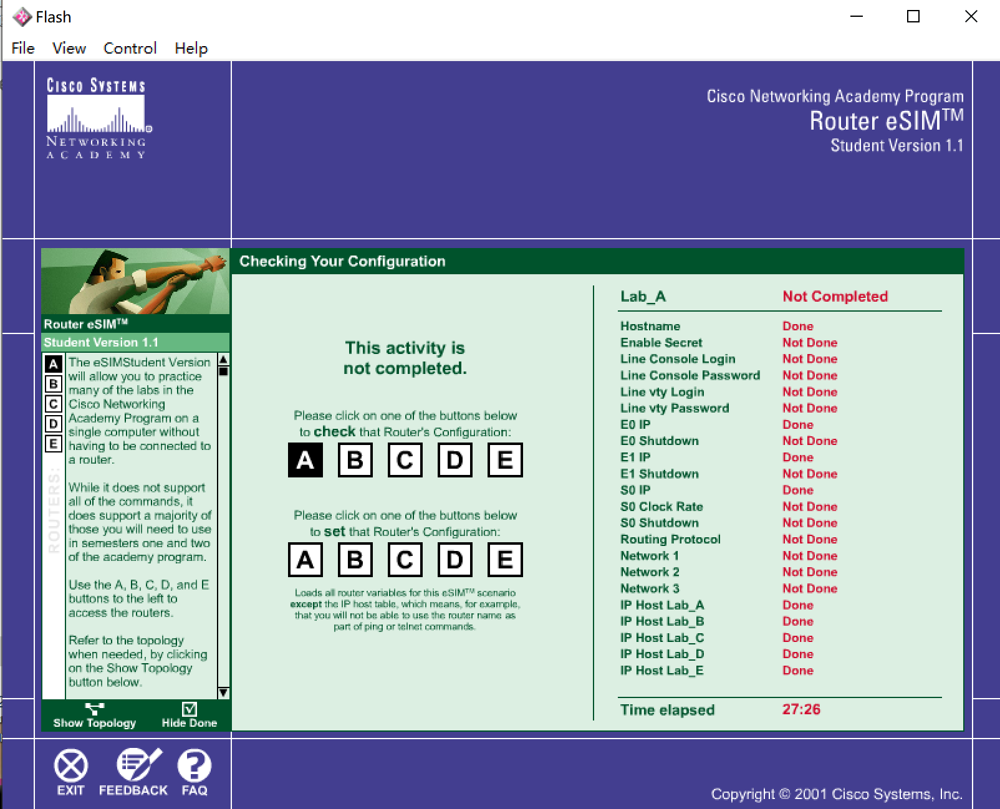 Flash
File View Control Help
CISCO SYSTEMS
NETWORKING
ACADEMY
Cisco Networking Academy Program
Router eSIM™
Student Version 1.1
Router eSIM™
Student Version 1.1
A
B
C
D
E
ROUTERS:
The eSIMStudent Version
will allow you to practice
many of the labs in the
Cisco Networking
Academy Program on a
single computer without
having to be connected to
a router.
While it does not support
all of the commands, it
does support a majority of
those you will need to use
in semesters one and two
of the academy program.
Use the A, B, C, D, and E
buttons to the left to
access the routers.
Refer to the topology
when needed, by clicking
on the Show Topology
button below.
Show Topology
Hide Done
Checking Your Configuration
This activity is
not completed.
Please click on one of the buttons below
to check that Router's Configuration:
A B C D E
Please click on one of the buttons below
to set that Router's Configuration:
A B C D E
Loads all router variables for this eSIM™ scenario
except the IP host table, which means, for example,
that you will not be able to use the router name as
part of ping or telnet commands.
Lab_A Not Completed
Hostname Done
Enable Secret Not Done
Line Console Login Not Done
Line Console Password Not Done
Line vty Login Not Done
Line vty Password Not Done
E0 IP Done
E0 Shutdown Not Done
E1 IP Done
E1 Shutdown Not Done
S0 IP Done
S0 Clock Rate Not Done
S0 Shutdown Not Done
Routing Protocol Not Done
Network 1 Not Done
Network 2 Not Done
Network 3 Not Done
IP Host Lab_A Done
IP Host Lab_B Done
IP Host Lab_C Done
IP Host Lab_D Done
IP Host Lab_E Done
Time elapsed 27:26
EXIT FEEDBACK FAQ
Copyright © 2001 Cisco Systems, Inc.